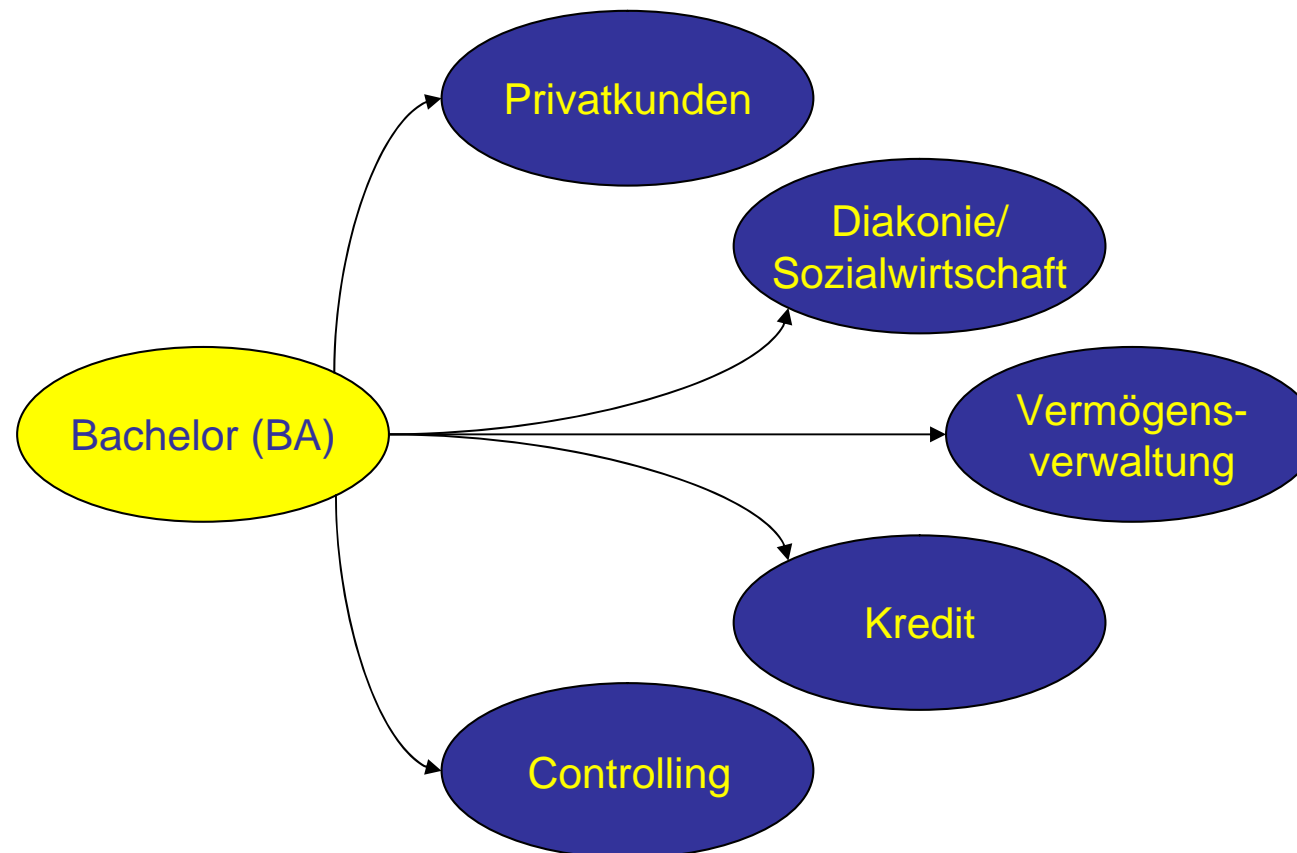 Privatkunden
Diakonie/
Sozialwirtschaft
Bachelor (BA)
Vermögens-
verwaltung
Kredit
Controlling